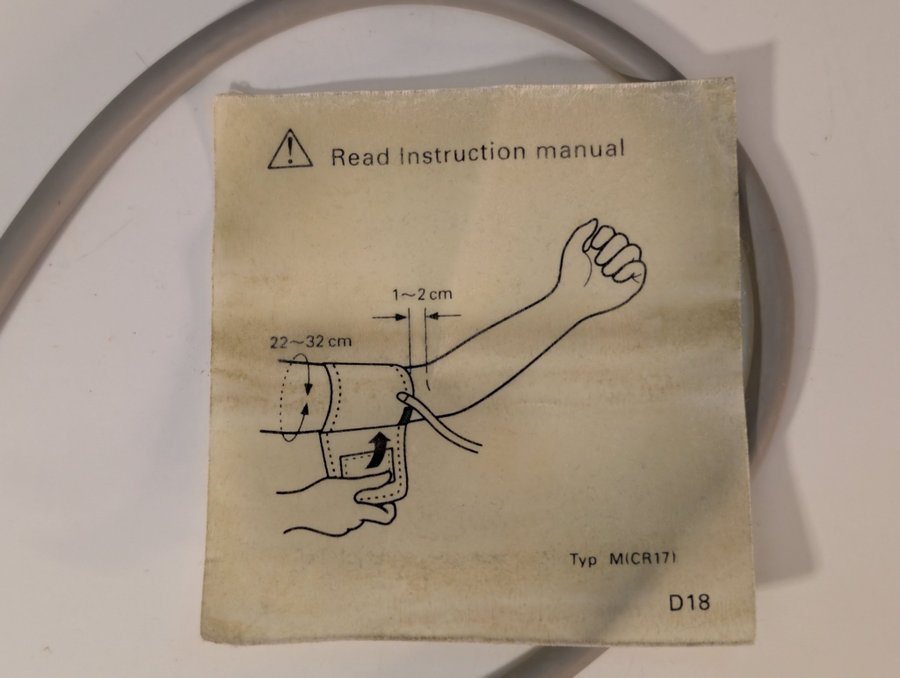 Read Instruction manual
1~2 cm
22~32 cm
Typ M(CR17)
D18